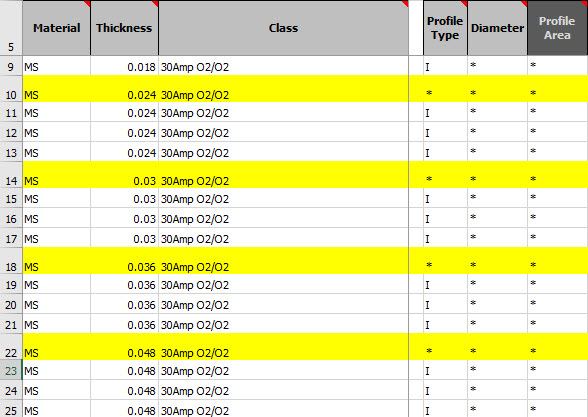 5 Material Thickness Class Profile Type Diameter Profile Area
9 MS 0.018 30Amp O2/O2 I * *
10 MS 0.024 30Amp O2/O2 * * *
11 MS 0.024 30Amp O2/O2 I * *
12 MS 0.024 30Amp O2/O2 I * *
13 MS 0.024 30Amp O2/O2 I * *
14 MS 0.03 30Amp O2/O2 * * *
15 MS 0.03 30Amp O2/O2 I * *
16 MS 0.03 30Amp O2/O2 I * *
17 MS 0.03 30Amp O2/O2 I * *
18 MS 0.036 30Amp O2/O2 * * *
19 MS 0.036 30Amp O2/O2 I * *
20 MS 0.036 30Amp O2/O2 I * *
21 MS 0.036 30Amp O2/O2 I * *
22 MS 0.048 30Amp O2/O2 * * *
23 MS 0.048 30Amp O2/O2 I * *
24 MS 0.048 30Amp O2/O2 I * *
25 MS 0.048 30Amp O2/O2 I * *